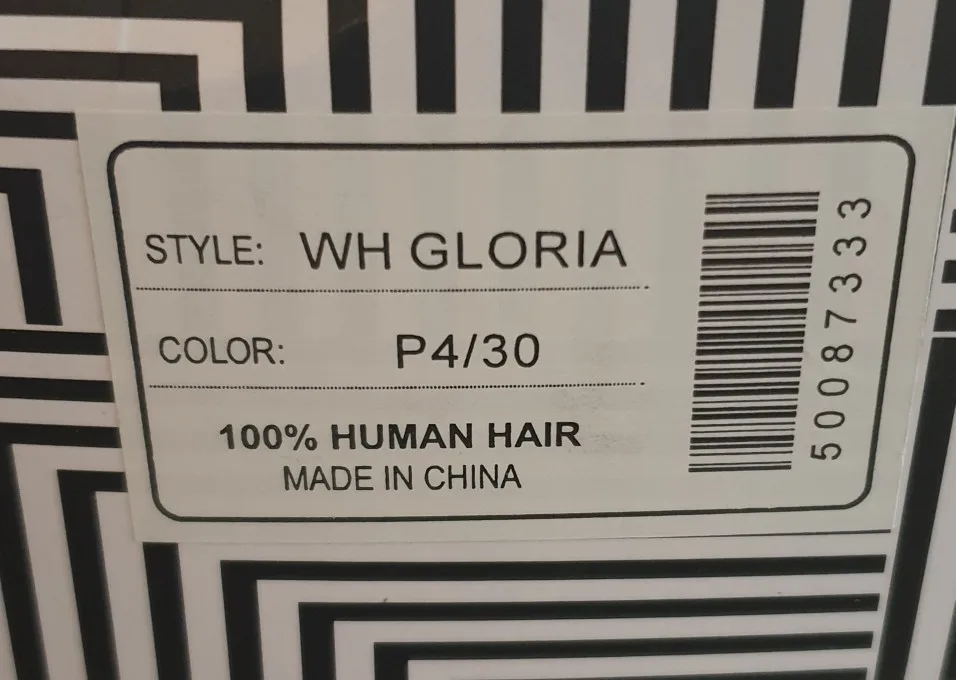 STYLE: WH GLORIA
COLOR: P4/30
100% HUMAN HAIR
MADE IN CHINA
50087333